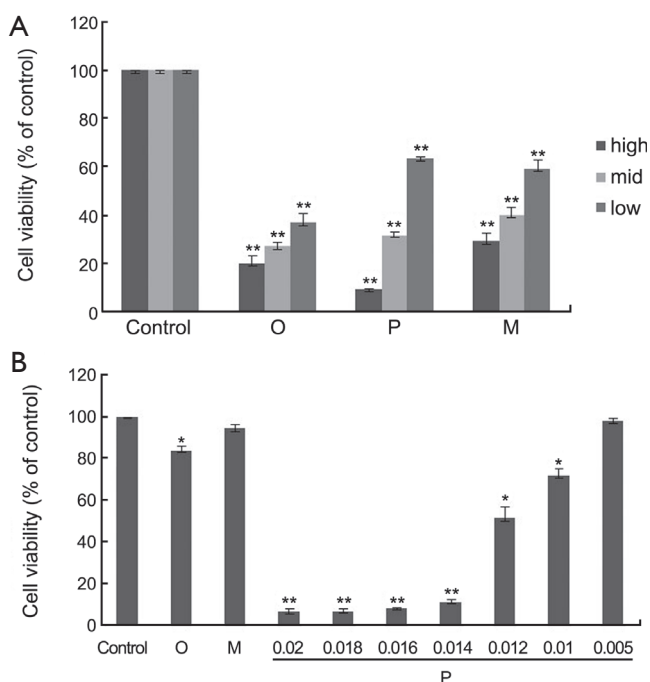 A
Cell viability (% of control)
120
100
80
60
40
20
0
** ** **
** ** **
** ** **
high
mid
low
Control O P M
B
Cell viability (% of control)
120
100
80
60
40
20
0
* ** ** ** ** * *
Control O M 0.02 0.018 0.016 0.014 0.012 0.01 0.005
P